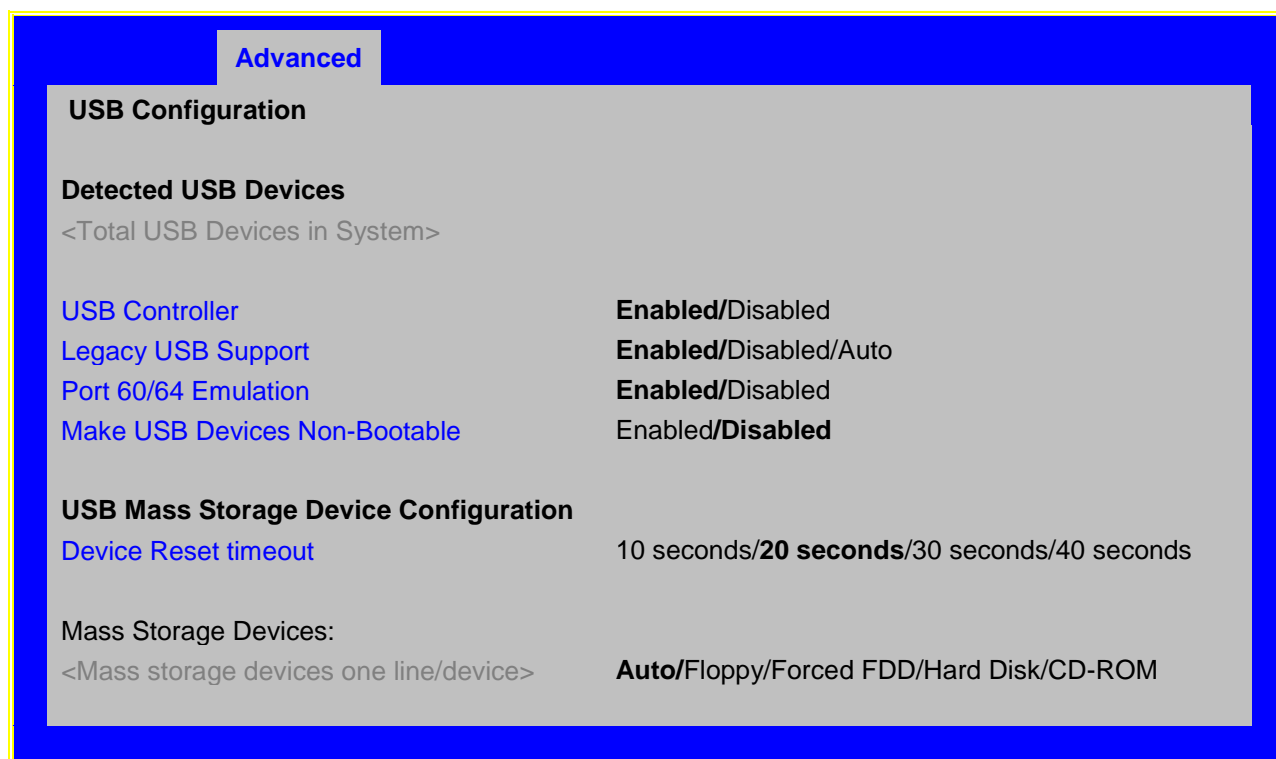 Advanced
USB Configuration
Detected USB Devices
<Total USB Devices in System>
USB Controller Enabled/Disabled
Legacy USB Support Enabled/Disabled/Auto
Port 60/64 Emulation Enabled/Disabled
Make USB Devices Non-Bootable Enabled/Disabled
USB Mass Storage Device Configuration
Device Reset timeout 10 seconds/20 seconds/30 seconds/40 seconds
Mass Storage Devices:
<Mass storage devices one line/device> Auto/Floppy/Forced FDD/Hard Disk/CD-ROM